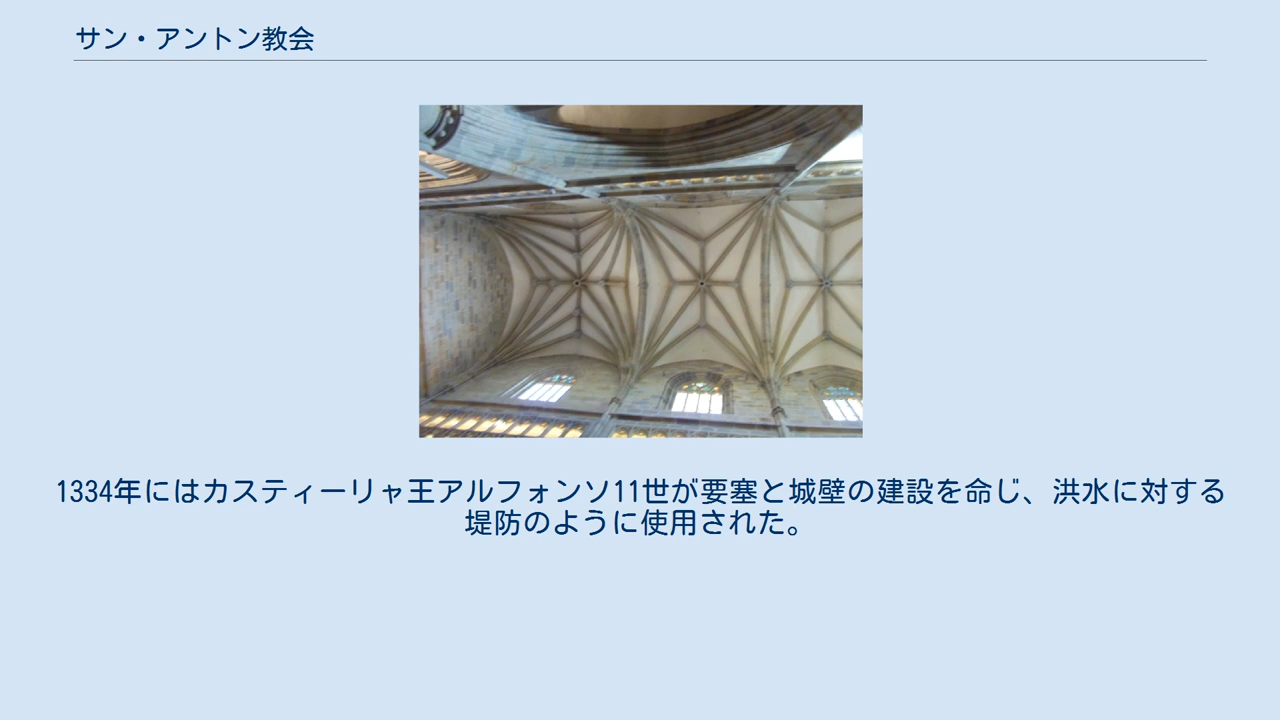 サン・アントン教会
1334年にはカスティーリャ王アルフォンソ11世が要塞と城壁の建設を命じ、洪水に対する
堤防のように使用された。